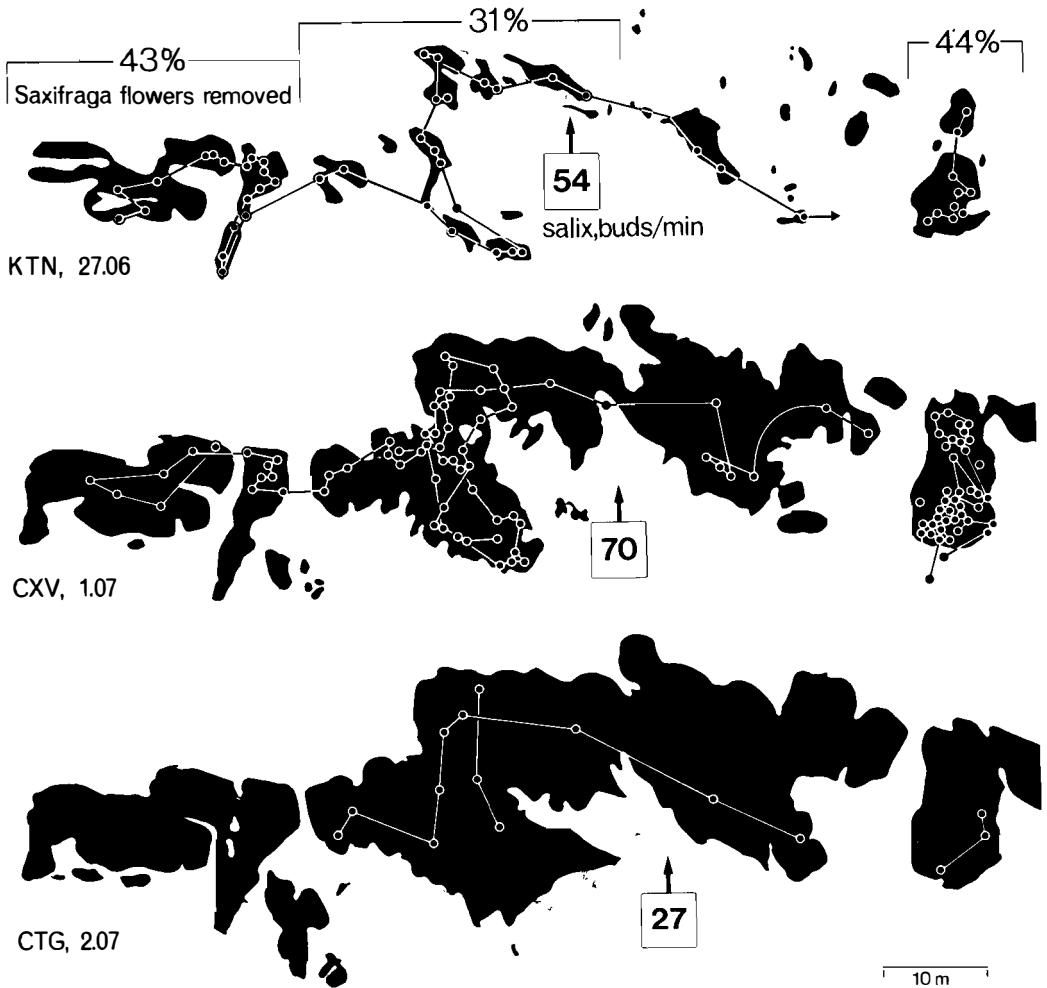 31%
43%
44%
Saxifraga flowers removed
54
salix,buds/min
KTN, 27.06
70
CXV, 1.07
27
CTG, 2.07
10 m